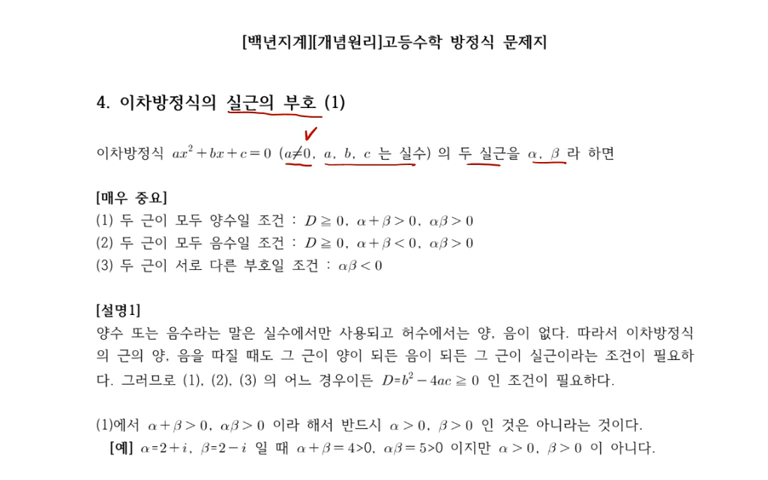 [백년지계][개념원리]고등수학 방정식 문제지
4. 이차방정식의 실근의 부호 (1)
이차방정식 ax²+bx+c=0 (a≠0, a, b, c 는 실수) 의 두 실근을 α, β 라 하면
[매우 중요]
(1) 두 근이 모두 양수일 조건 : D≧0, α+β>0, αβ>0
(2) 두 근이 모두 음수일 조건 : D≧0, α+β<0, αβ>0
(3) 두 근이 서로 다른 부호일 조건 : αβ<0
[설명1]
양수 또는 음수라는 말은 실수에서만 사용되고 허수에서는 양, 음이 없다. 따라서 이차방정식
의 근의 양, 음을 따질 때도 그 근이 양이 되든 음이 되든 그 근이 실근이라는 조건이 필요하
다. 그러므로 (1), (2), (3) 의 어느 경우이든 D=b²-4ac≧0 인 조건이 필요하다.
(1)에서 α+β>0, αβ>0 이라 해서 반드시 α>0, β>0 인 것은 아니라는 것이다.
[예] α=2+i, β=2-i 일 때 α+β=4>0, αβ=5>0 이지만 α>0, β>0 이 아니다.